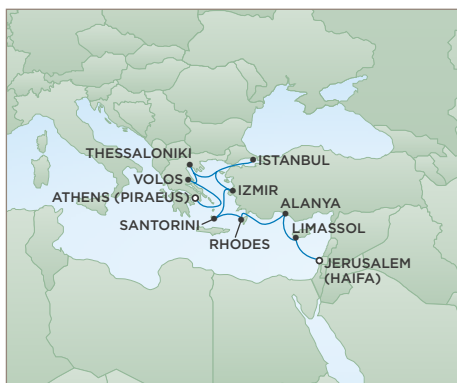 THESSALONIKI
ISTANBUL
VOLOS
IZMIR
ATHENS (PIRAEUS)
ALANYA
SANTORINI
LIMASSOL
RHODES
JERUSALEM
(HAIFA)